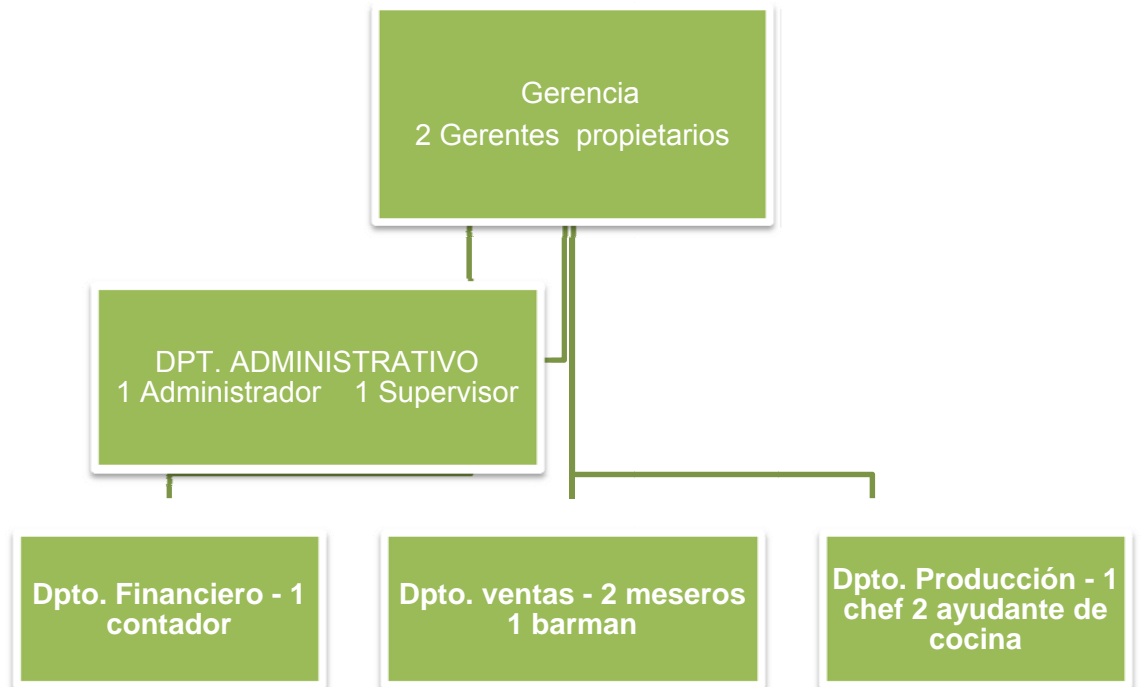 Gerencia
2 Gerentes propietarios
DPT. ADMINISTRATIVO
1 Administrador 1 Supervisor
Dpto. Financiero - 1
contador
Dpto. ventas - 2 meseros
1 barman
Dpto. Producción - 1
chef 2 ayudante de
cocina